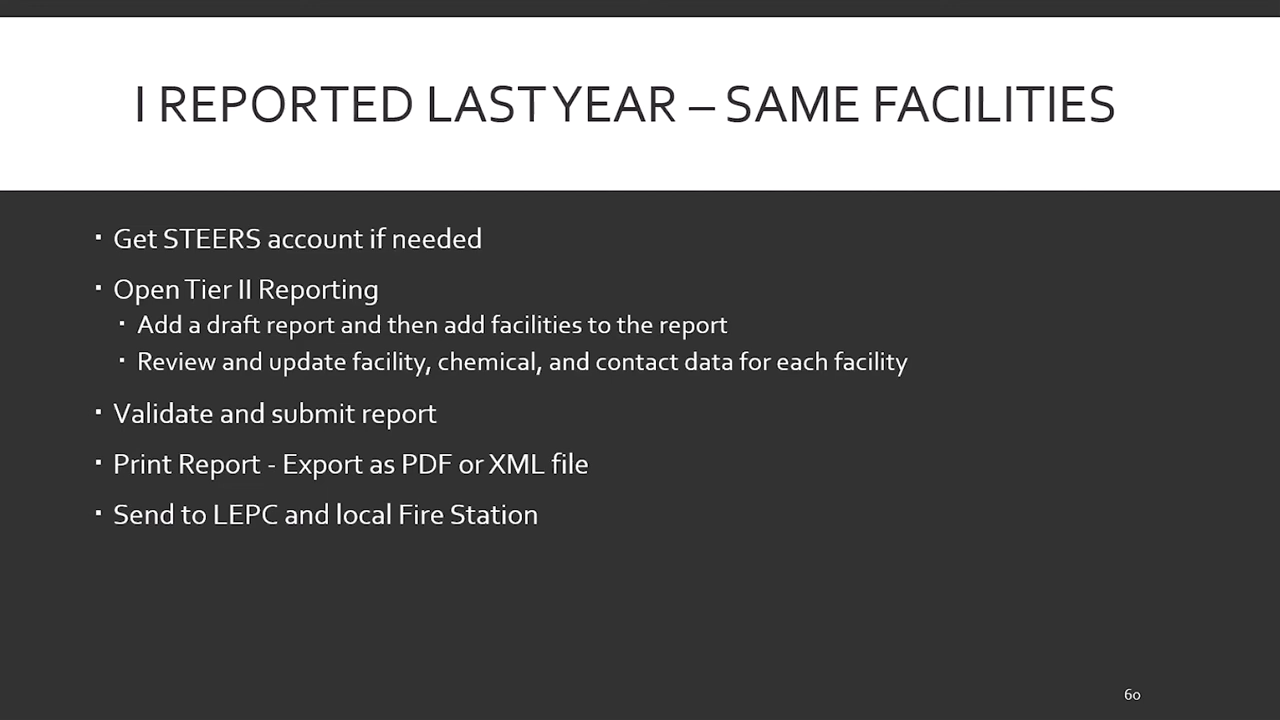 I REPORTED LAST YEAR – SAME FACILITIES
▪ Get STEERS account if needed
▪ Open Tier II Reporting
▪ Add a draft report and then add facilities to the report
▪ Review and update facility, chemical, and contact data for each facility
▪ Validate and submit report
▪ Print Report - Export as PDF or XML file
▪ Send to LEPC and local Fire Station
60